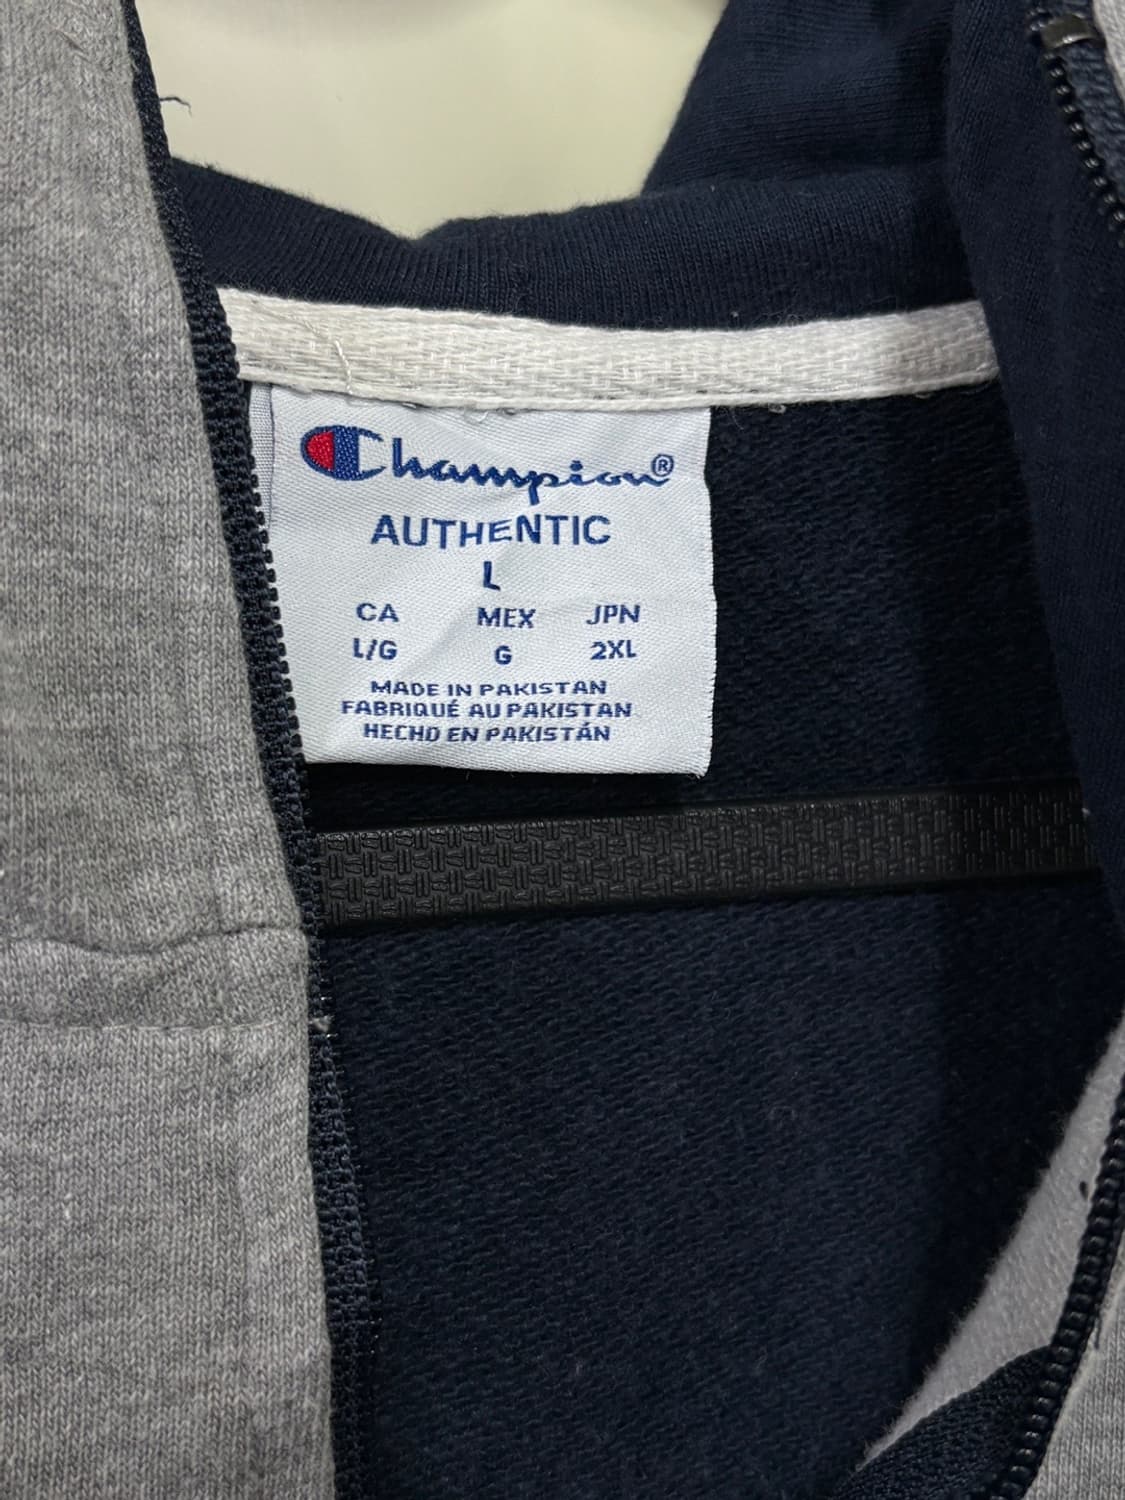 Champion®
AUTHENTIC
L
CA MEX JPN
L/G G 2XL
MADE IN PAKISTAN
FABRIQUÉ AU PAKISTAN
HECHO EN PAKISTÁN